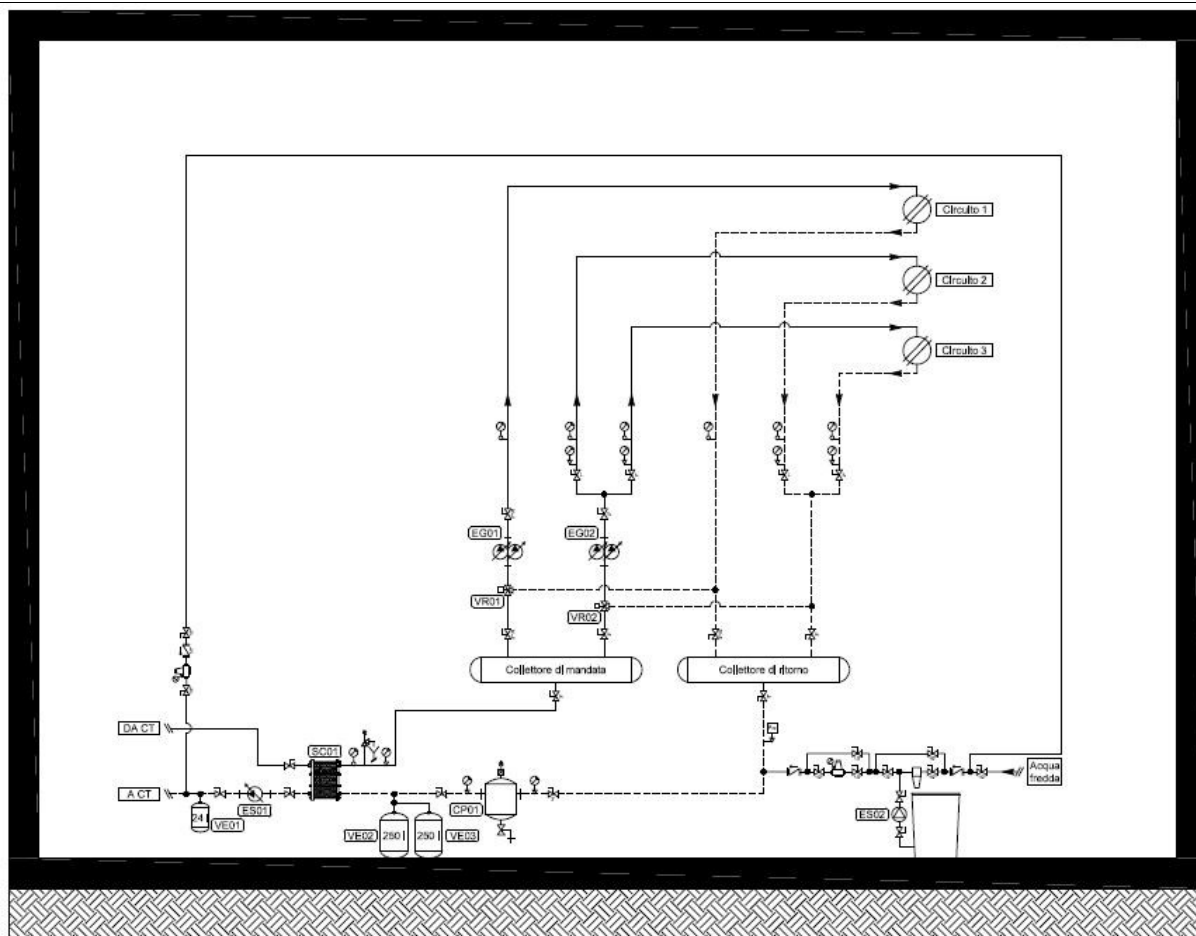 Circuito 1
Circuito 2
Circuito 3
EG01
EG02
VR01
VR02
Collettore di mandata
Collettore di ritorno
DA CT
SC01
A CT
24 l
VE01
ES01
VE02
250 l
250 l
VE03
CP01
ES02
Acqua
fredda